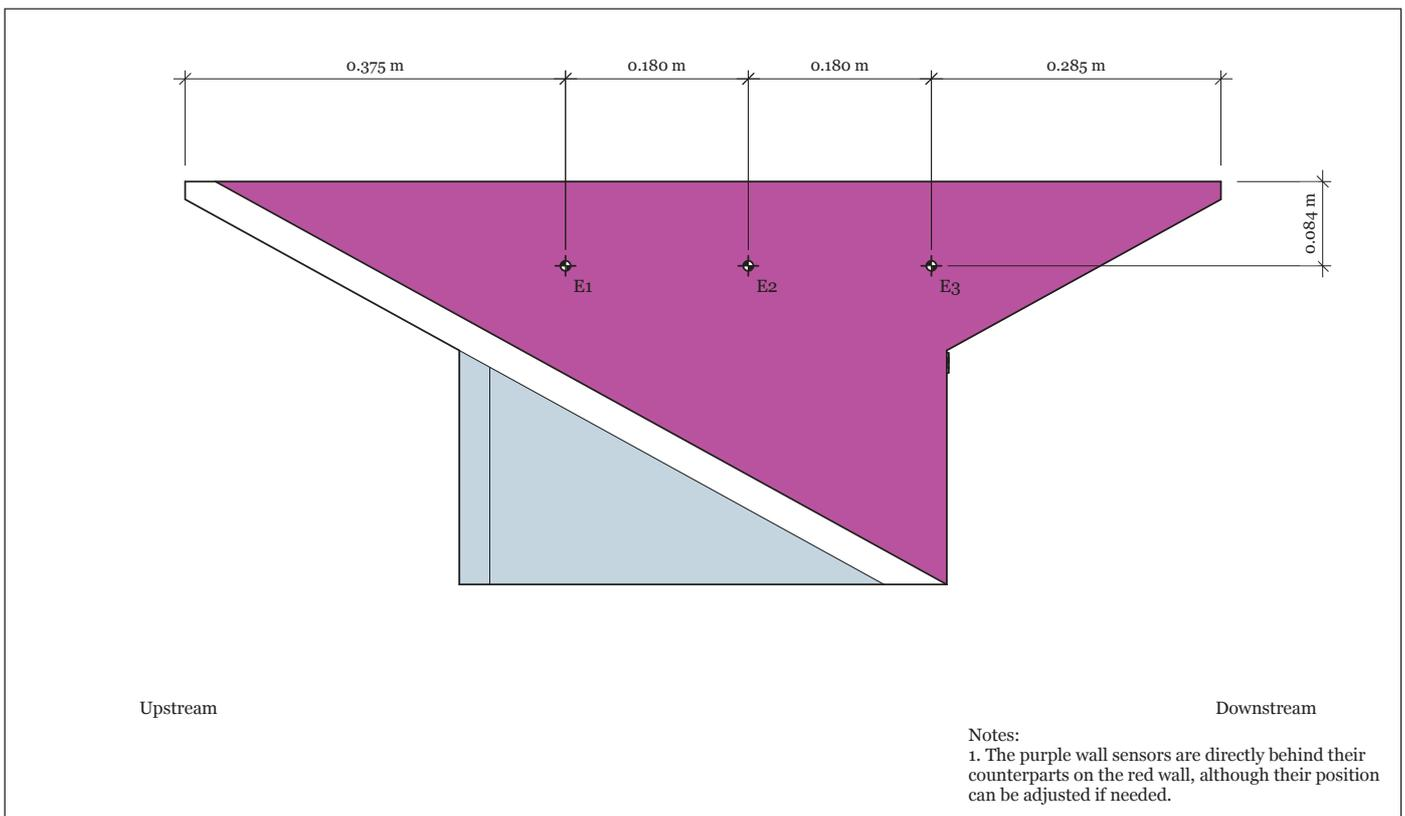 0.375 m
0.180 m
0.180 m
0.285 m
0.084 m
E1
E2
E3
Upstream
Downstream
Notes:
1. The purple wall sensors are directly behind their
counterparts on the red wall, although their position
can be adjusted if needed.